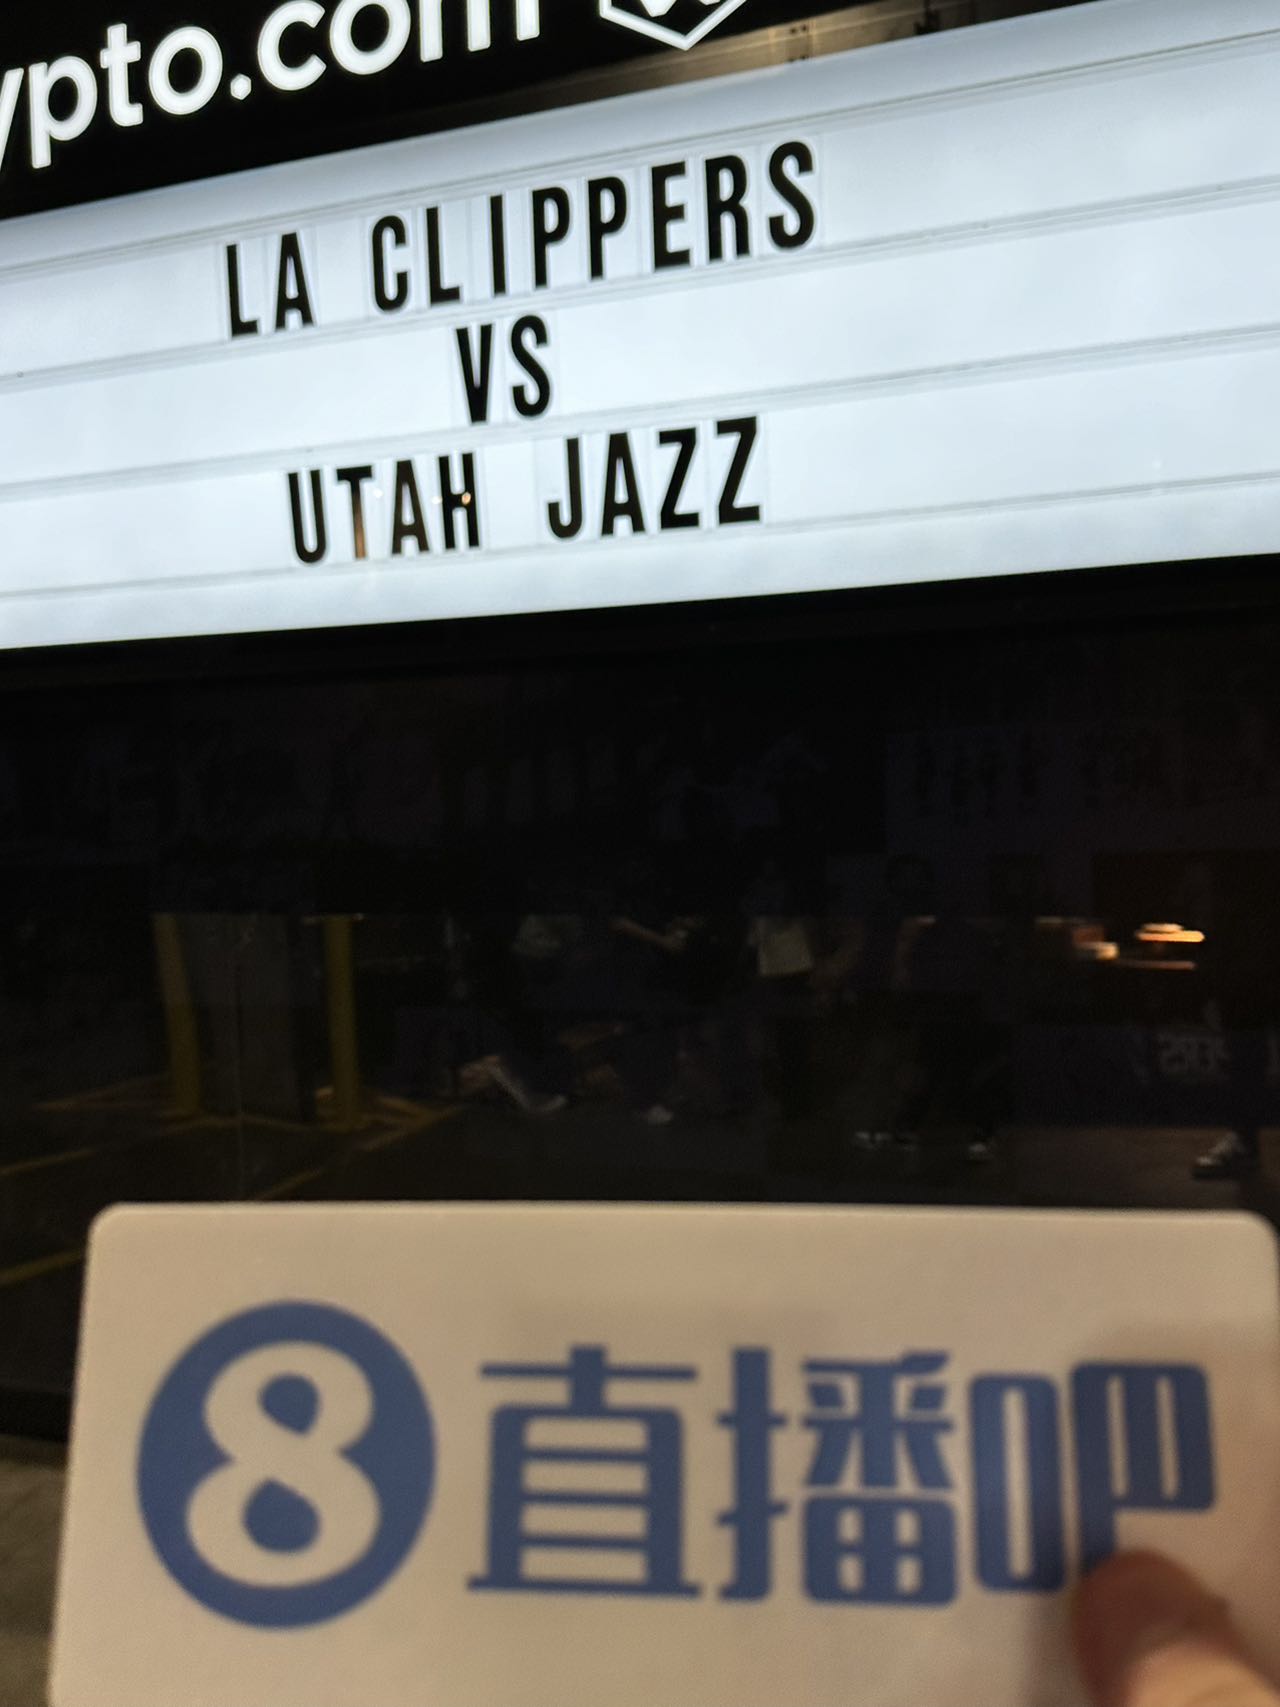 ypto.com
LA CLIPPERS
VS
UTAH JAZZ
8直播吧